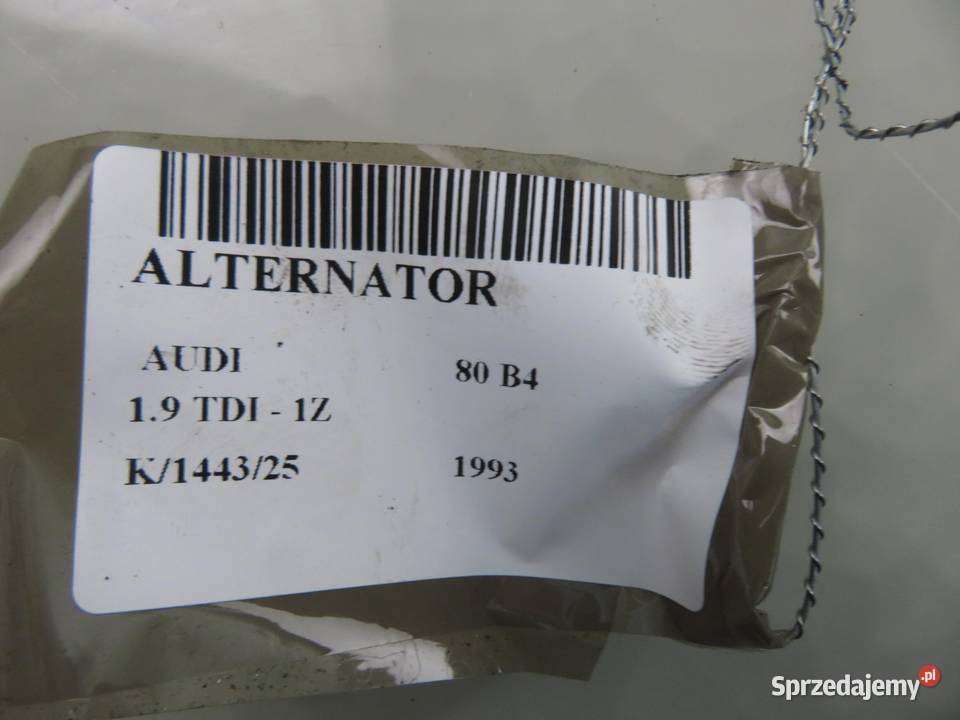 ALTERNATOR
AUDI 80 B4
1.9 TDI - 1Z
K/1443/25 1993
Sprzedajemy.pl